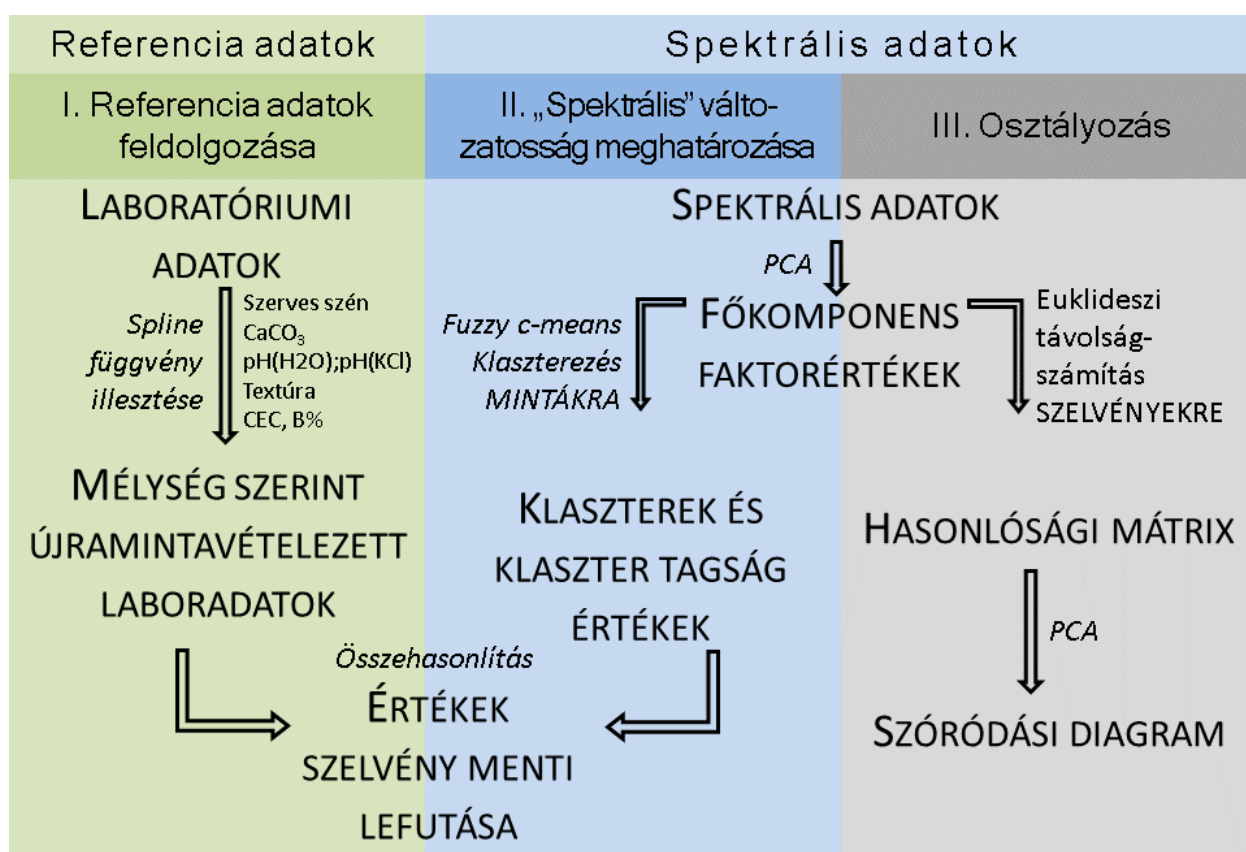 Referencia adatok
Spektrális adatok
I. Referencia adatok
feldolgozása
II. „Spektrális” válto-
zatosság meghatározása
III. Osztályozás
LABORATÓRIUMI
ADATOK
Spline
függvény
illesztése
Szerves szén
CaCO₃
pH(H2O);pH(KCl)
Textúra
CEC, B%
MÉLYSÉG SZERINT
ÚJRAMINTAVÉTELEZETT
LABORADATOK
SPEKTRÁLIS ADATOK
PCA
FŐKOMPONENS
FAKTORÉRTÉKEK
Fuzzy c-means
Klaszterezés
MINTÁKRA
Euklideszi
távolság-
számítás
SZELVÉNYEKRE
KLASZTEREK ÉS
KLASZTER TAGSÁG
ÉRTÉKEK
HASONLÓSÁGI MÁTRIX
PCA
SZÓRÓDÁSI DIAGRAM
Összehasonlítás
ÉRTÉKEK
SZELVÉNY MENTI
LEFUTÁSA